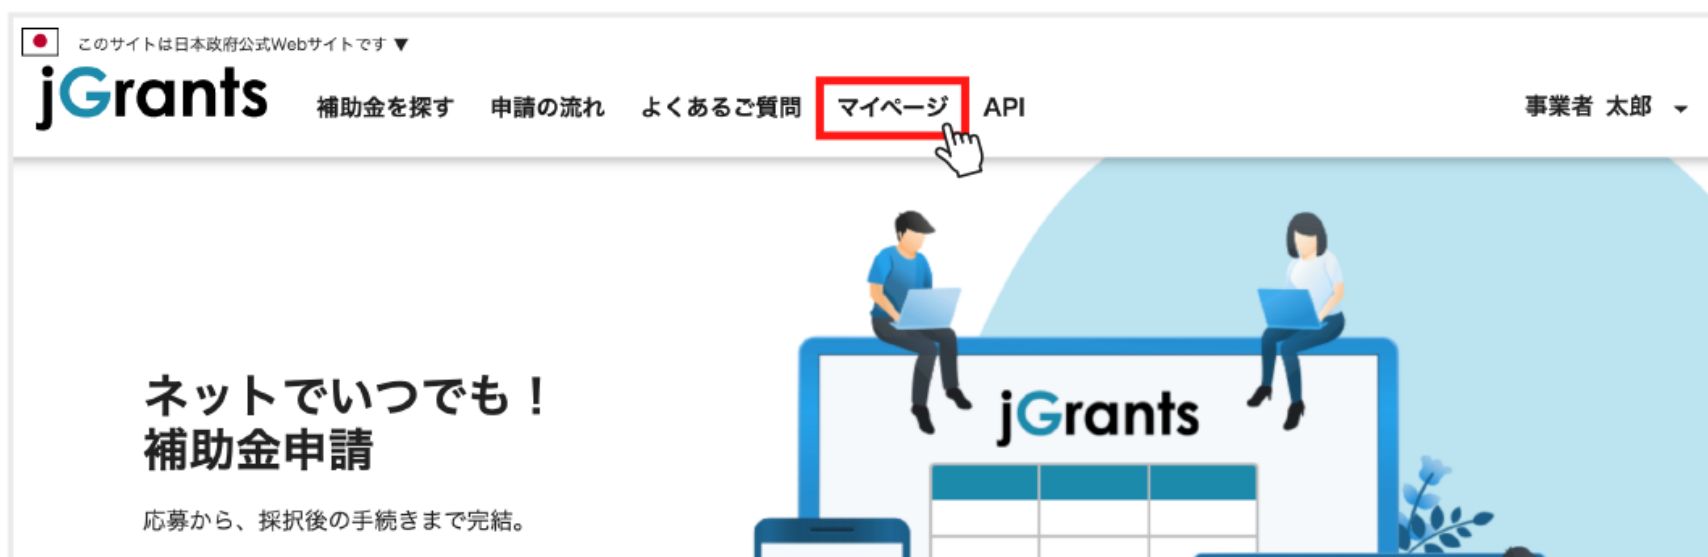 このサイトは日本政府公式Webサイトです ▼
jGrants 補助金を探す 申請の流れ よくあるご質問 マイページ API 事業者 太郎
ネットでいつでも！
補助金申請
応募から、採択後の手続きまで完結。
jGrants